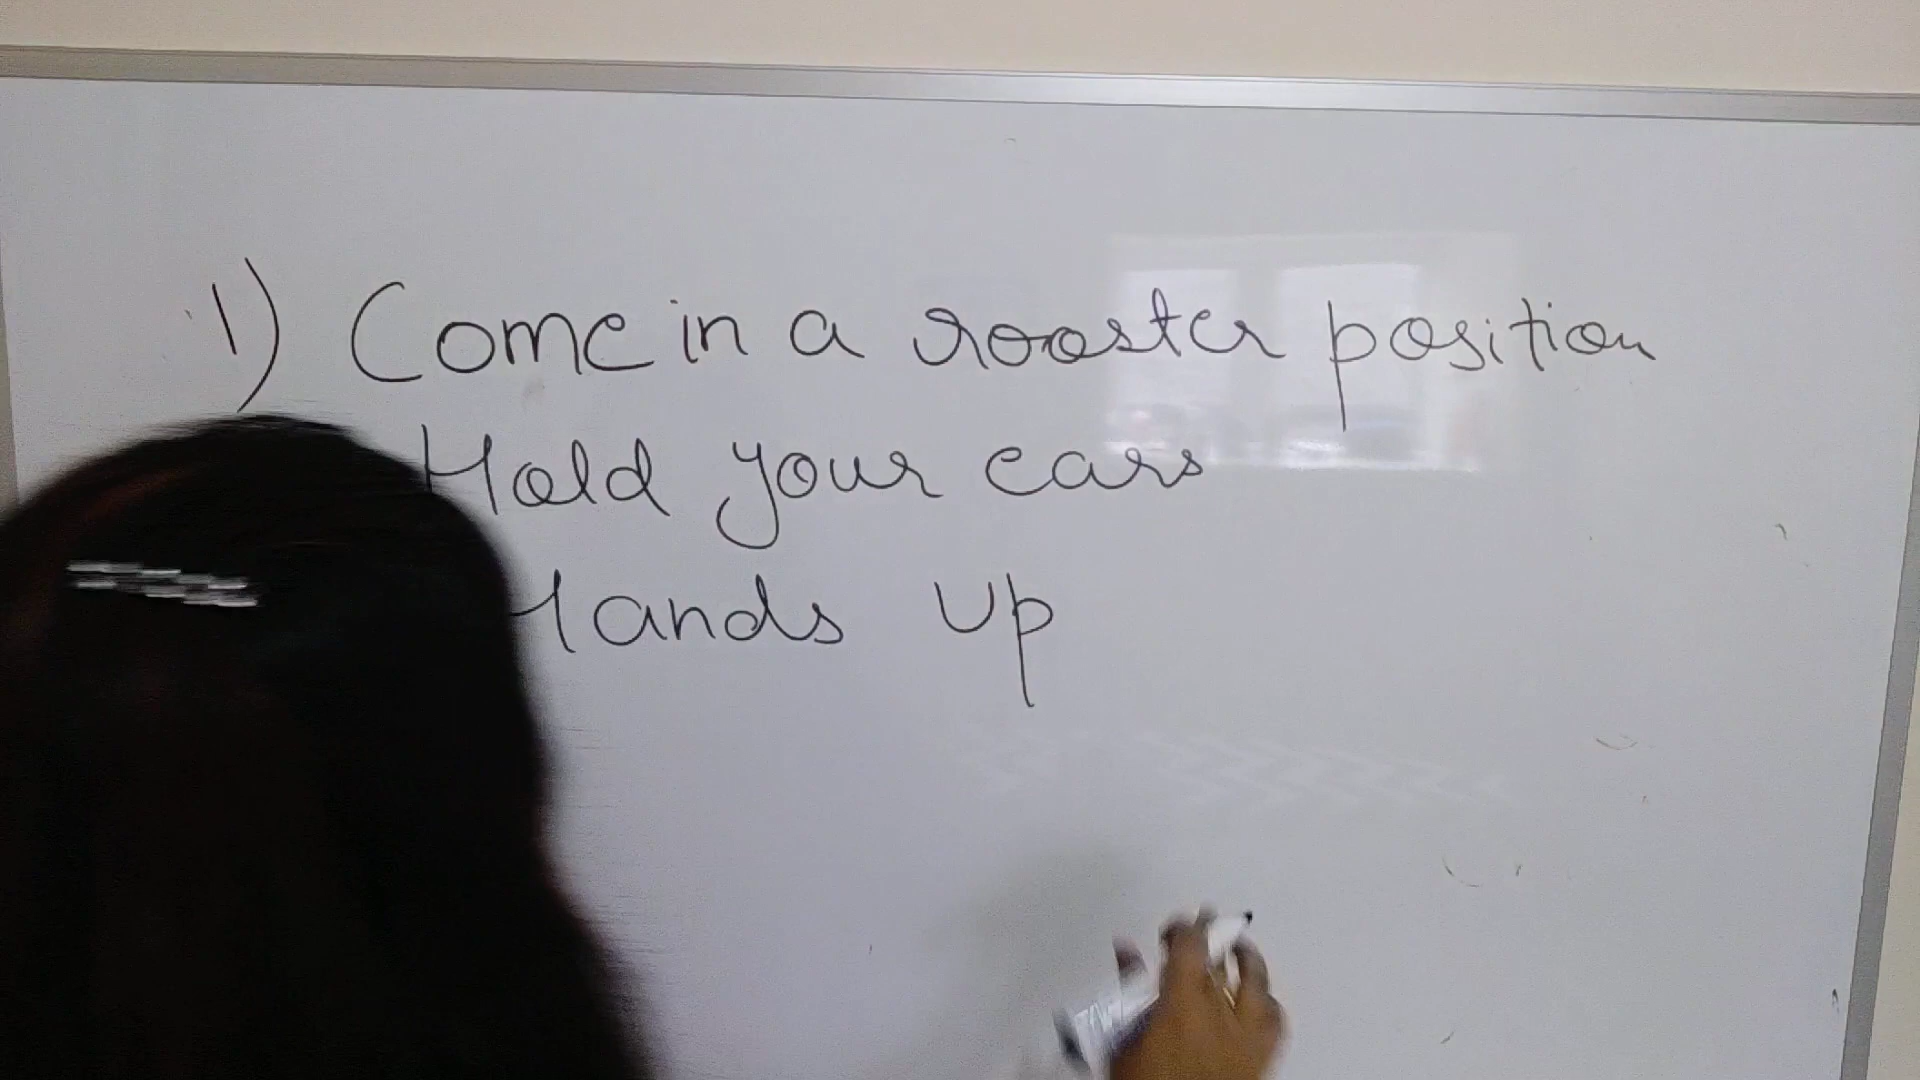 1) Come in a rooster position
Hold your ears
Hands up